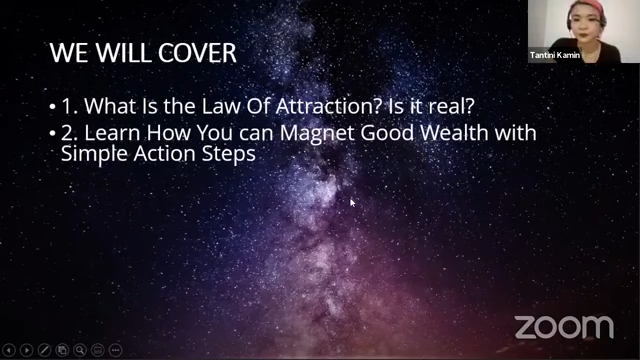 WE WILL COVER
• 1. What Is the Law Of Attraction? Is it real?
• 2. Learn How You can Magnet Good Wealth with
Simple Action Steps
Tantini Kamin
zoom